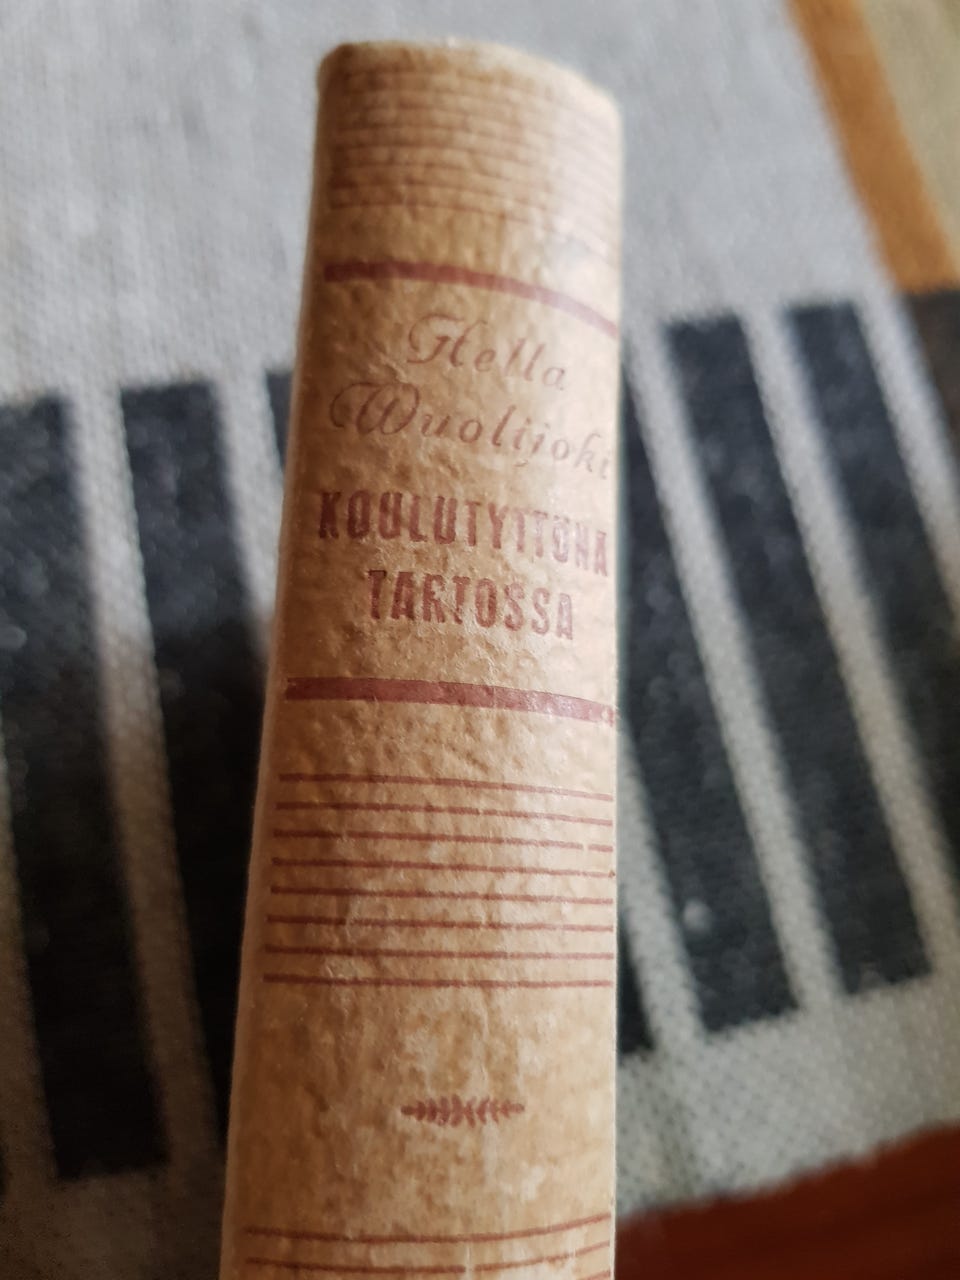 Hella
Wuolijoki
KOULUTYTTÖNÄ
TARTOSSA